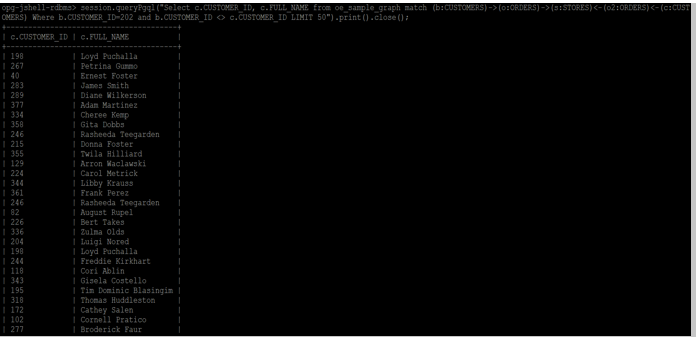 opg-jshell-rdbms> session.queryPgql("Select c.CUSTOMER_ID, c.FULL_NAME from oe_sample_graph match (b:CUSTOMERS)->(o:ORDERS)->(s:STORES)<-(o2:ORDERS)<-(c:CUST
OMERS) Where b.CUSTOMER_ID=202 and b.CUSTOMER_ID <> c.CUSTOMER_ID LIMIT 50").print().close();
+--------------------------------------+
| c.CUSTOMER_ID | c.FULL_NAME |
+--------------------------------------+
| 198 | Loyd Puchalla |
| 267 | Petrina Gummo |
| 40 | Ernest Foster |
| 283 | James Smith |
| 289 | Diane Wilkerson |
| 377 | Adam Martinez |
| 334 | Cheree Kemp |
| 358 | Gita Dobbs |
| 246 | Rasheeda Teegarden |
| 215 | Donna Foster |
| 355 | Twila Hilliard |
| 129 | Arron Waclawski |
| 224 | Carol Metrick |
| 344 | Libby Krauss |
| 361 | Frank Perez |
| 246 | Rasheeda Teegarden |
| 82 | August Rupel |
| 226 | Bert Takes |
| 336 | Zulma Olds |
| 204 | Luigi Nored |
| 198 | Loyd Puchalla |
| 244 | Freddie Kirkhart |
| 118 | Cori Ablin |
| 343 | Gisela Costello |
| 195 | Tim Dominic Blasingim |
| 318 | Thomas Huddleston |
| 172 | Cathey Salen |
| 102 | Cornell Pratico |
| 277 | Broderick Faur |